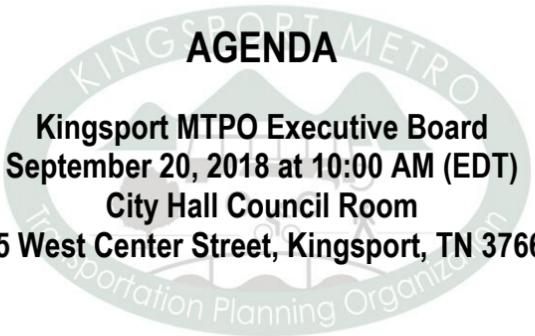 AGENDA
Kingsport MTPO Executive Board
September 20, 2018 at 10:00 AM (EDT)
City Hall Council Room
5 West Center Street, Kingsport, TN 3766
KINGSPORT METRO
Transportation Planning Organization